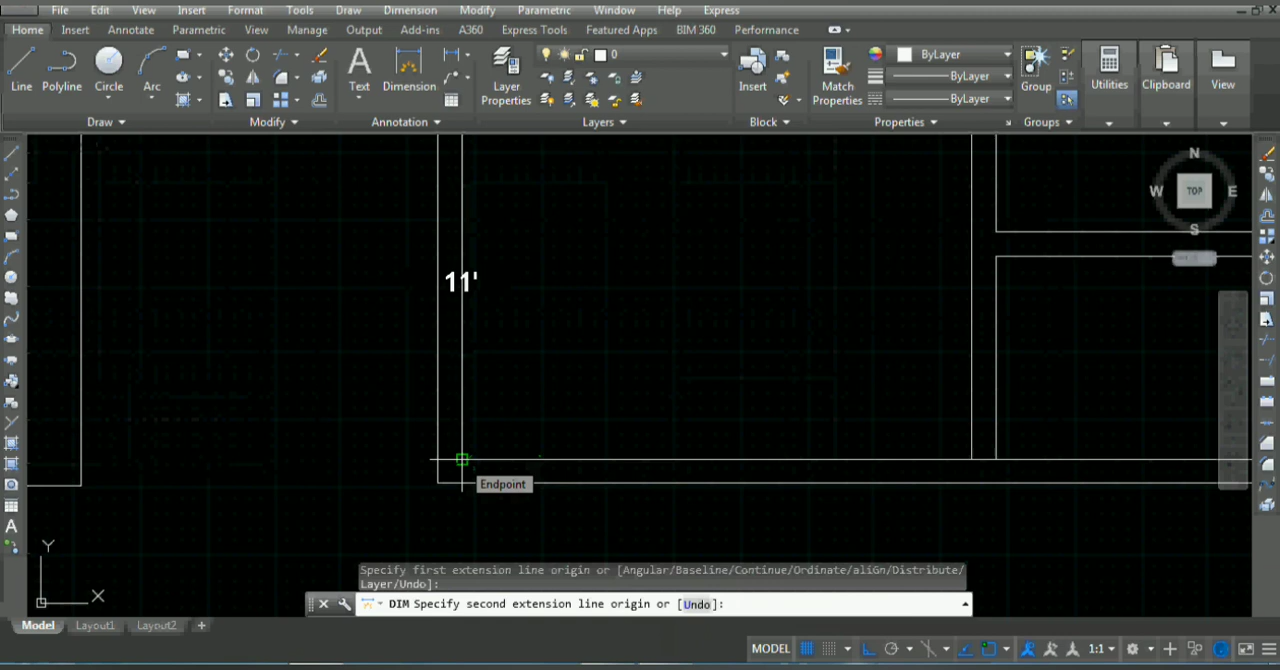 File Edit View Insert Format Tools Draw Dimension Modify Parametric Window Help Express
Home Insert Annotate Parametric View Manage Output Add-ins A360 Express Tools Featured Apps BIM 360 Performance
Line Polyline Circle Arc
Text Dimension
Layer Properties
0
Insert
Match Properties
ByLayer
ByLayer
ByLayer
Group
Utilities Clipboard View
Draw Modify Annotation Layers Block Properties Groups
N
W TOP E
S
11'
Endpoint
Y
X
Specify first extension line origin or [Angular/Baseline/Continue/Ordinate/aliGn/Distribute/
Layer/Undo]:
DIM Specify second extension line origin or [Undo]:
Model Layout1 Layout2 +
MODEL 1:1
A